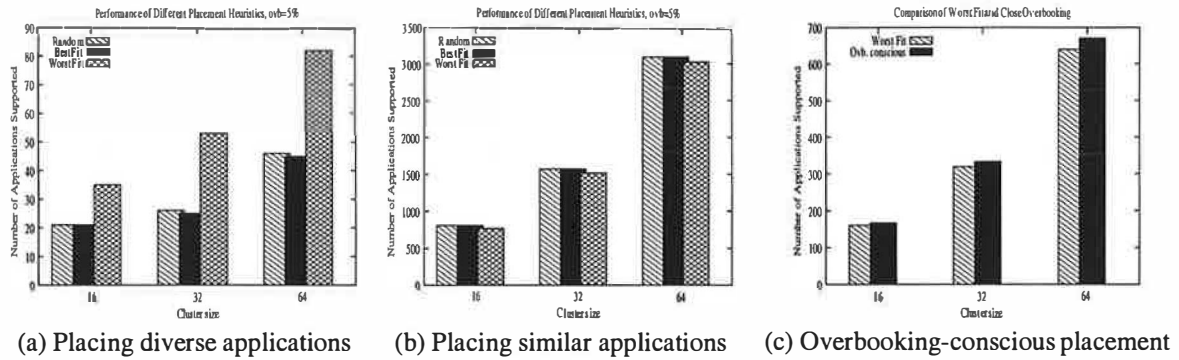 Performance of Different Placement Heuristics, ovb=5%
Random
Best Fit
Worst Fit
90
80
70
60
50
40
30
20
10
0
Number of Applications Supported
16
32
64
Cluster size
(a) Placing diverse applications
Performance of Different Placement Heuristics, ovb=5%
Random
Best Fit
Worst Fit
3500
3000
2500
2000
1500
1000
500
0
Number of Applications Supported
16
32
64
Cluster size
(b) Placing similar applications
Comparison of Worst Fit and Close Overbooking
Worst Fit
Ovb. conscious
700
600
500
400
300
200
100
0
Number of Applications Supported
16
32
64
Cluster size
(c) Overbooking-conscious placement